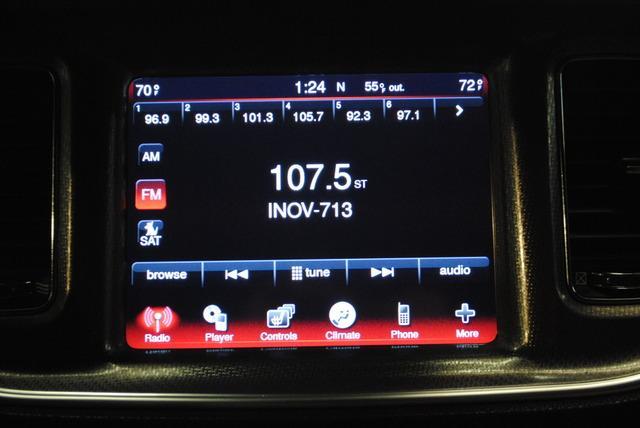 70°F 1:24 N 55°F out. 72°F
1 2 3 4 5 6
96.9 99.3 101.3 105.7 92.3 97.1 >
AM
FM
SAT
107.5 ST
INOV-713
browse tune audio
Radio Player Controls Climate Phone More